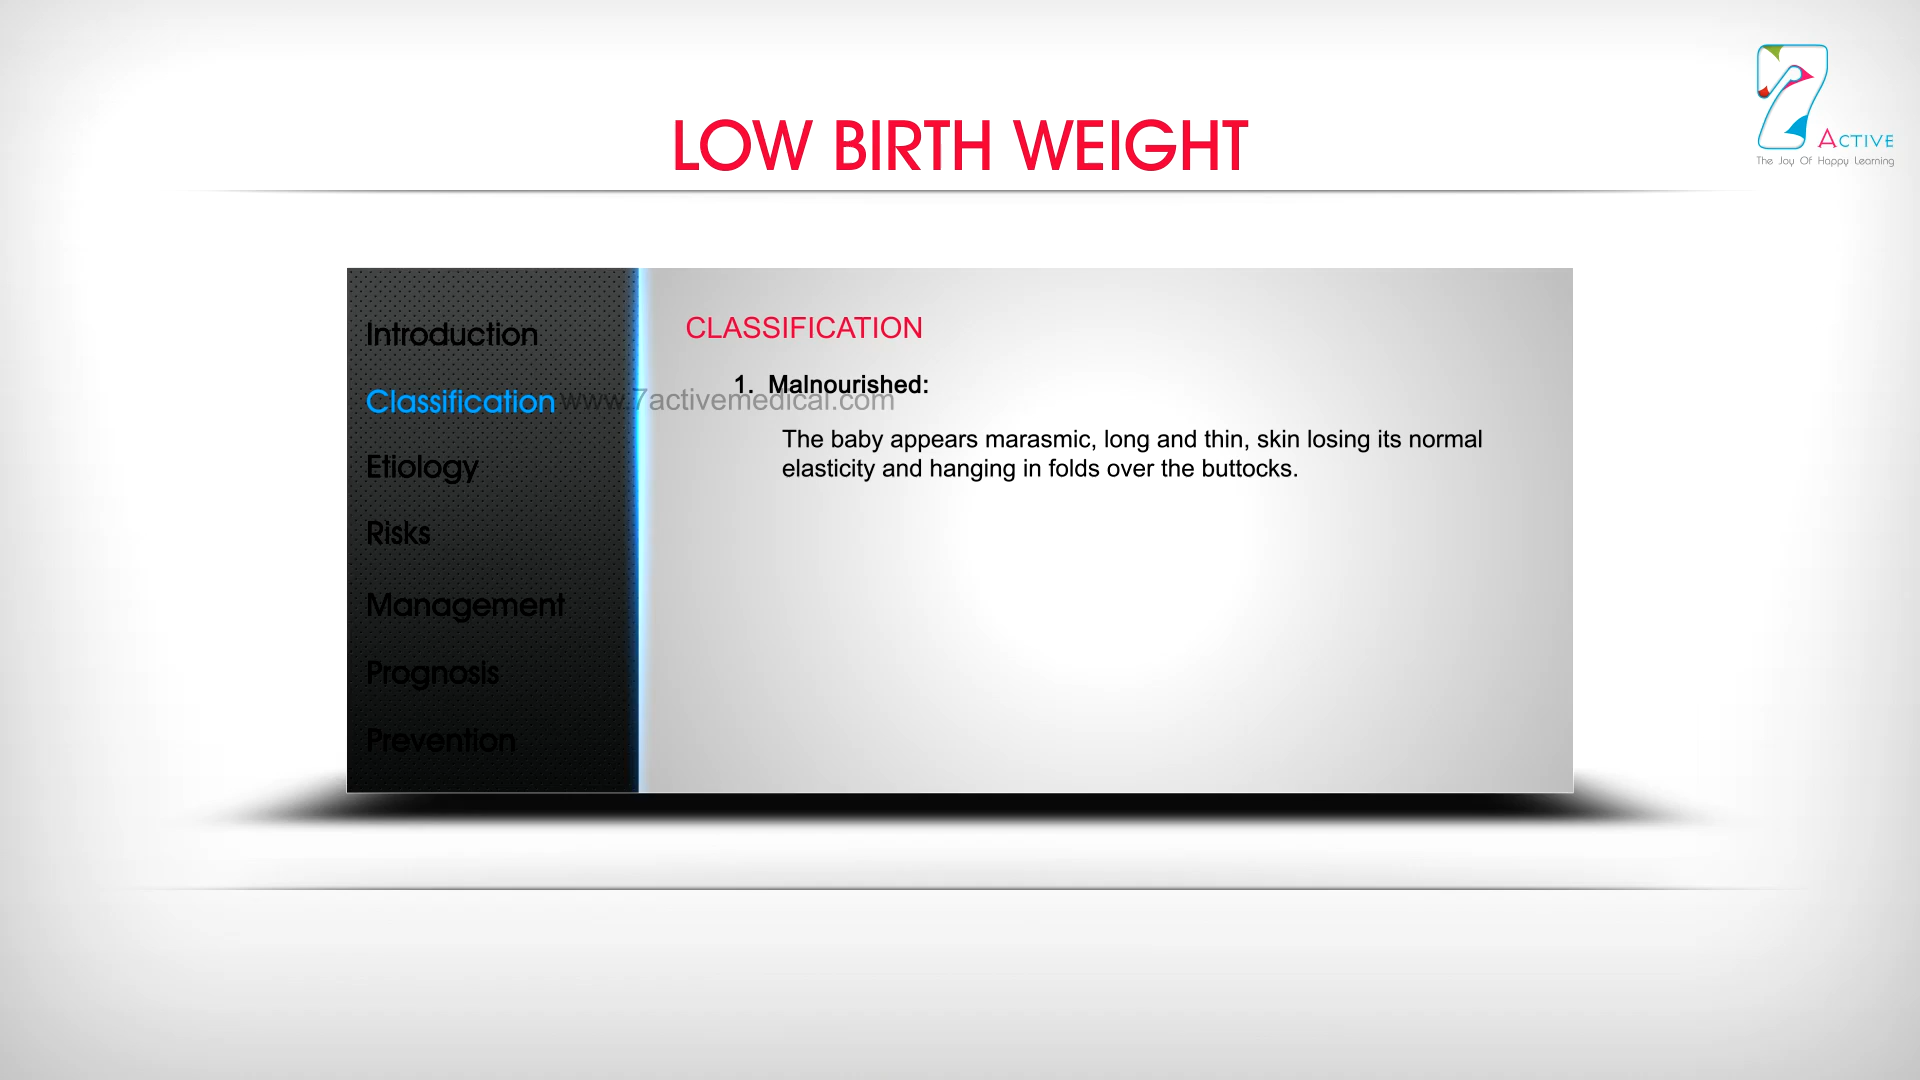 LOW BIRTH WEIGHT
7
ACTIVE
The Joy Of Happy Learning
Introduction
Classification
Etiology
Risks
Management
Prognosis
Prevention
CLASSIFICATION
1. Malnourished:
www.7activemedical.com
The baby appears marasmic, long and thin, skin losing its normal
elasticity and hanging in folds over the buttocks.